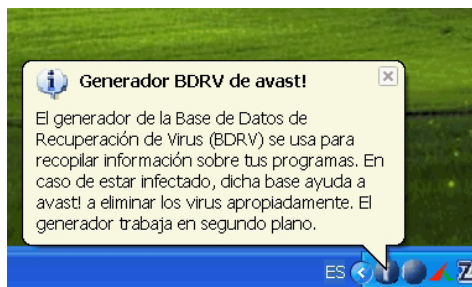 Generador BDRV de avast!
El generador de la Base de Datos de
Recuperación de Virus (BDRV) se usa para
recopilar información sobre tus programas. En
caso de estar infectado, dicha base ayuda a
avast! a eliminar los virus apropiadamente. El
generador trabaja en segundo plano.
ES